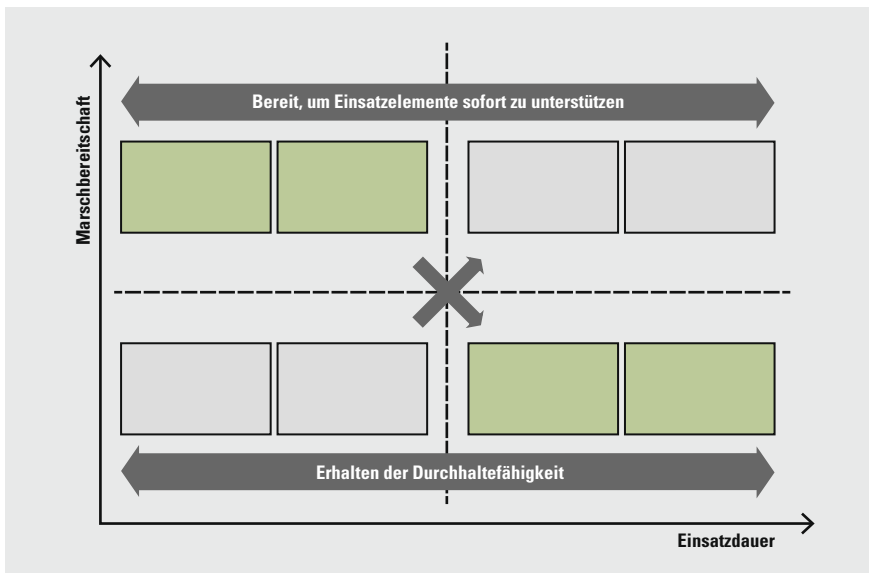 Marschbereitschaft
Bereit, um Einsatzelemente sofort zu unterstützen
Erhalten der Durchhaltefähigkeit
Einsatzdauer